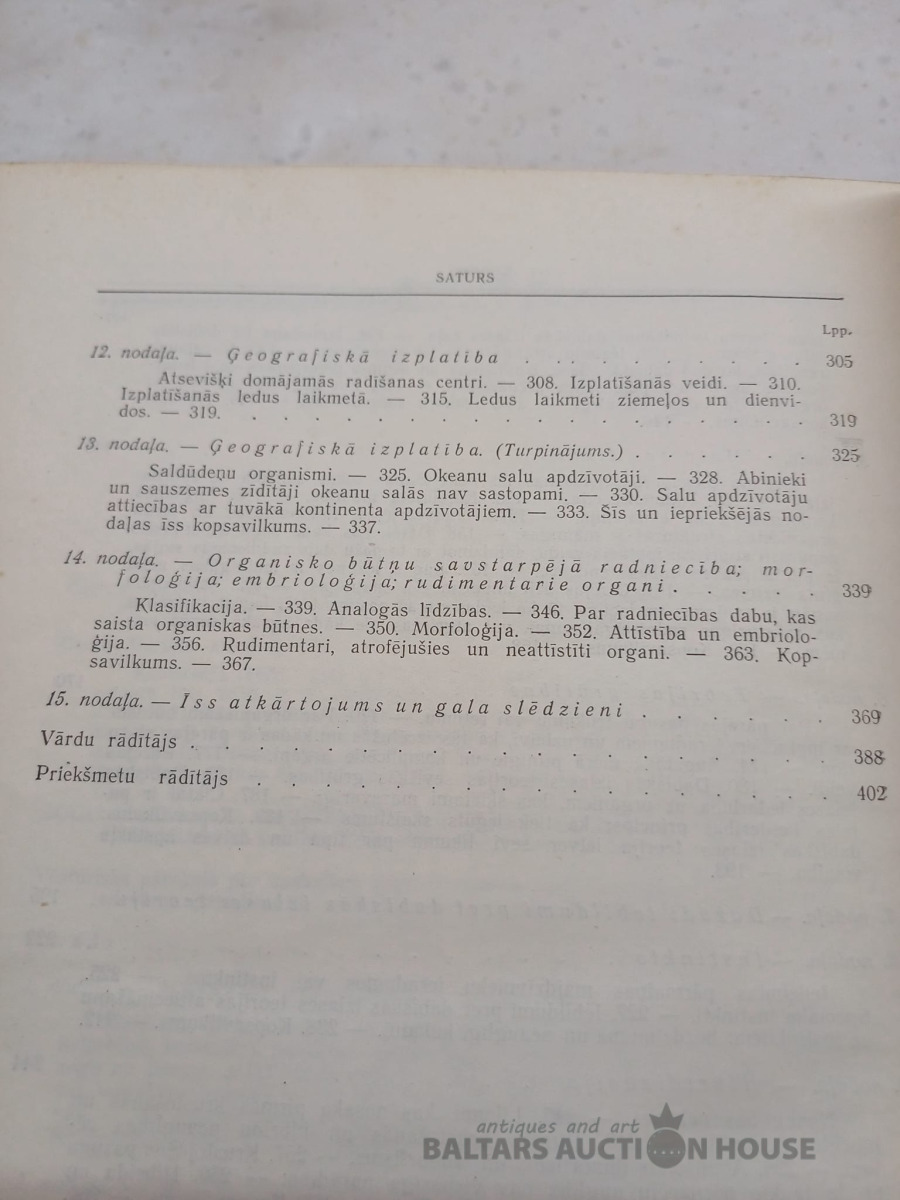 SATURS
Lpp.
12. nodaļa. — Ģeografiskā izplatība . . . . . . . . . . 305
Atsevišķi domājamās radīšanas centri. — 308. Izplatīšanās veidi. — 310.
Izplatīšanās ledus laikmetā. — 315. Ledus laikmeti ziemeļos un dienvi-
dos. — 319. . . . . . . . . . . . . . . . . . . 319
13. nodaļa. — Ģeografiskā izplatība. (Turpinājums.) . . . . . . 325
Saldūdeņu organismi. — 325. Okeanu salu apdzīvotāji. — 328. Abinieki
un sauszemes zīdītāji okeanu salās nav sastopami. — 330. Salu apdzīvotāju
attiecības ar tuvākā kontinenta apdzīvotājiem. — 333. Šīs un iepriekšējās no-
daļas īss kopsavilkums. — 337.
14. nodaļa. — Organisko būtņu savstarpējā radniecība; mor-
foloģija; embrioloģija; rudimentarie organi . . . . . 339
Klasifikacija. — 339. Analogās līdzības. — 346. Par radniecības dabu, kas
saista organiskas būtnes. — 350. Morfoloģija. — 352. Attīstība un embriolo-
ģija. — 356. Rudimentari, atrofējušies un neattīstīti organi. — 363. Kop-
savilkums. — 367.
15. nodaļa. — Īss atkārtojums un gala slēdzieni . . . . . . 369
Vārdu rādītājs . . . . . . . . . . . . . . . . . . 388
Priekšmetu rādītājs . . . . . . . . . . . . . . . . 402
antiques and art
BALTARS AUCTION HOUSE